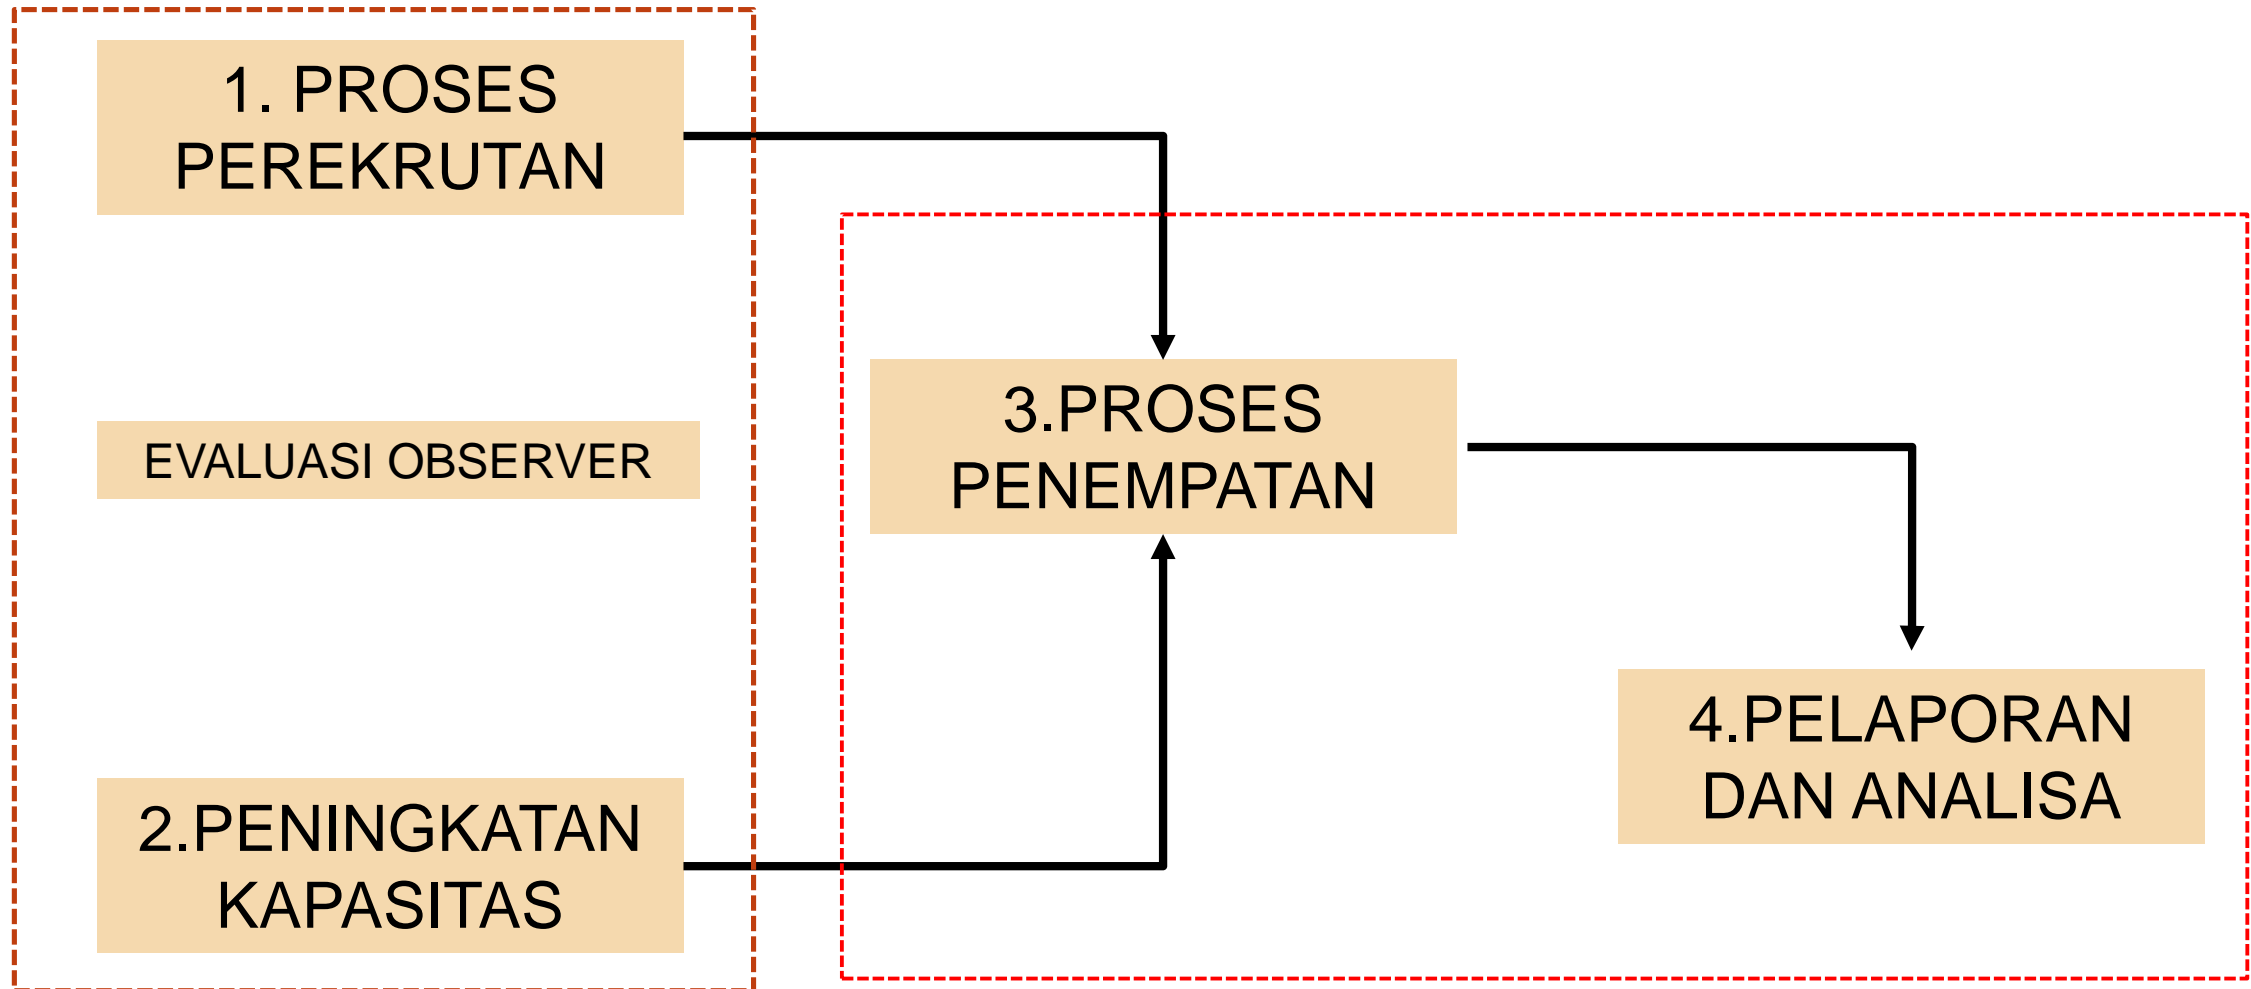 1. PROSES
PEREKRUTAN
EVALUASI OBSERVER
2.PENINGKATAN
KAPASITAS
3.PROSES
PENEMPATAN
4.PELAPORAN
DAN ANALISA